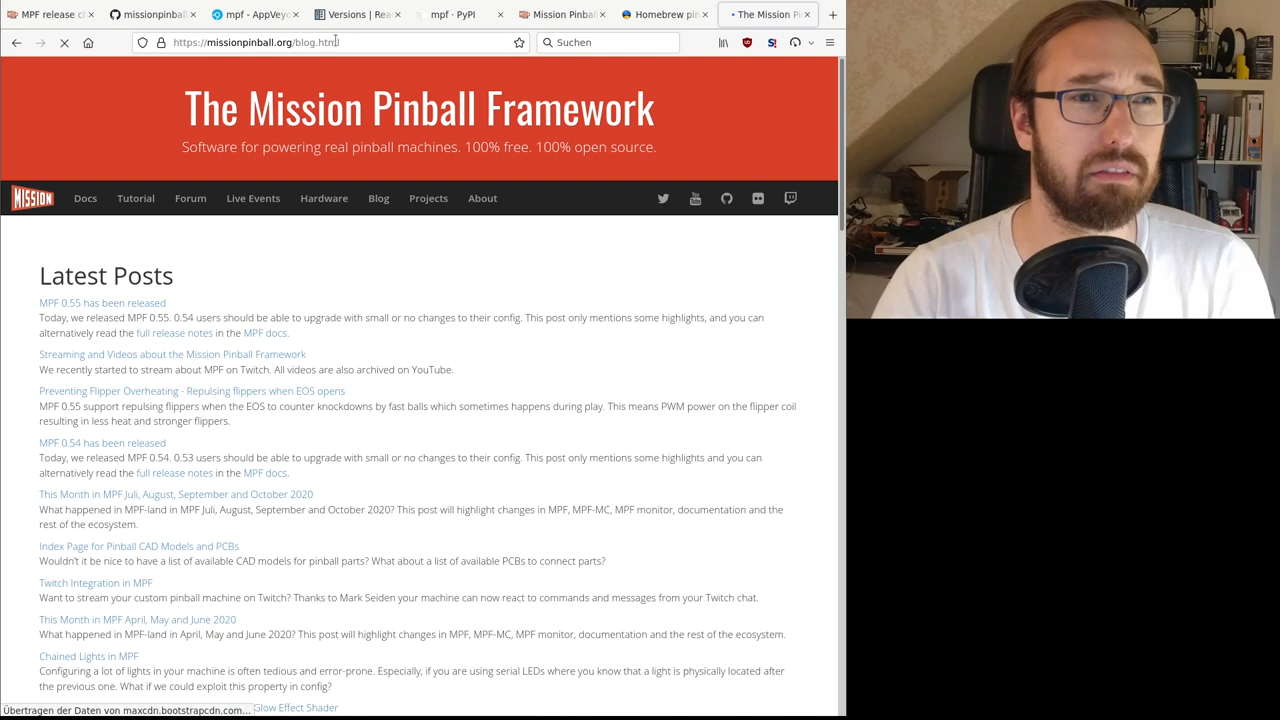 MPF release ch
missionpinball
mpf - AppVeyo
Versions | Rea
mpf · PyPI
Mission Pinbal
Homebrew pin
The Mission Pi
https://missionpinball.org/blog.html
Suchen
The Mission Pinball Framework
Software for powering real pinball machines. 100% free. 100% open source.
MISSION
Docs Tutorial Forum Live Events Hardware Blog Projects About
Latest Posts
MPF 0.55 has been released
Today, we released MPF 0.55. 0.54 users should be able to upgrade with small or no changes to their config. This post only mentions some highlights, and you can
alternatively read the full release notes in the MPF docs.
Streaming and Videos about the Mission Pinball Framework
We recently started to stream about MPF on Twitch. All videos are also archived on YouTube.
Preventing Flipper Overheating - Repulsing flippers when EOS opens
MPF 0.55 support repulsing flippers when the EOS to counter knockdowns by fast balls which sometimes happens during play. This means PWM power on the flipper coil
resulting in less heat and stronger flippers.
MPF 0.54 has been released
Today, we released MPF 0.54. 0.53 users should be able to upgrade with small or no changes to their config. This post only mentions some highlights and you can
alternatively read the full release notes in the MPF docs.
This Month in MPF Juli, August, September and October 2020
What happened in MPF-land in MPF Juli, August, September and October 2020? This post will highlight changes in MPF, MPF-MC, MPF monitor, documentation and the
rest of the ecosystem.
Index Page for Pinball CAD Models and PCBs
Wouldn't it be nice to have a list of available CAD models for pinball parts? What about a list of available PCBs to connect parts?
Twitch Integration in MPF
Want to stream your custom pinball machine on Twitch? Thanks to Mark Seiden your machine can now react to commands and messages from your Twitch chat.
This Month in MPF April, May and June 2020
What happened in MPF-land in April, May and June 2020? This post will highlight changes in MPF, MPF-MC, MPF monitor, documentation and the rest of the ecosystem.
Chained Lights in MPF
Configuring a lot of lights in your machine is often tedious and error-prone. Especially, if you are using serial LEDs where you know that a light is physically located after
the previous one. What if we could exploit this property in config?
Glow Effect Shader
Übertragen der Daten von maxcdn.bootstrapcdn.com...